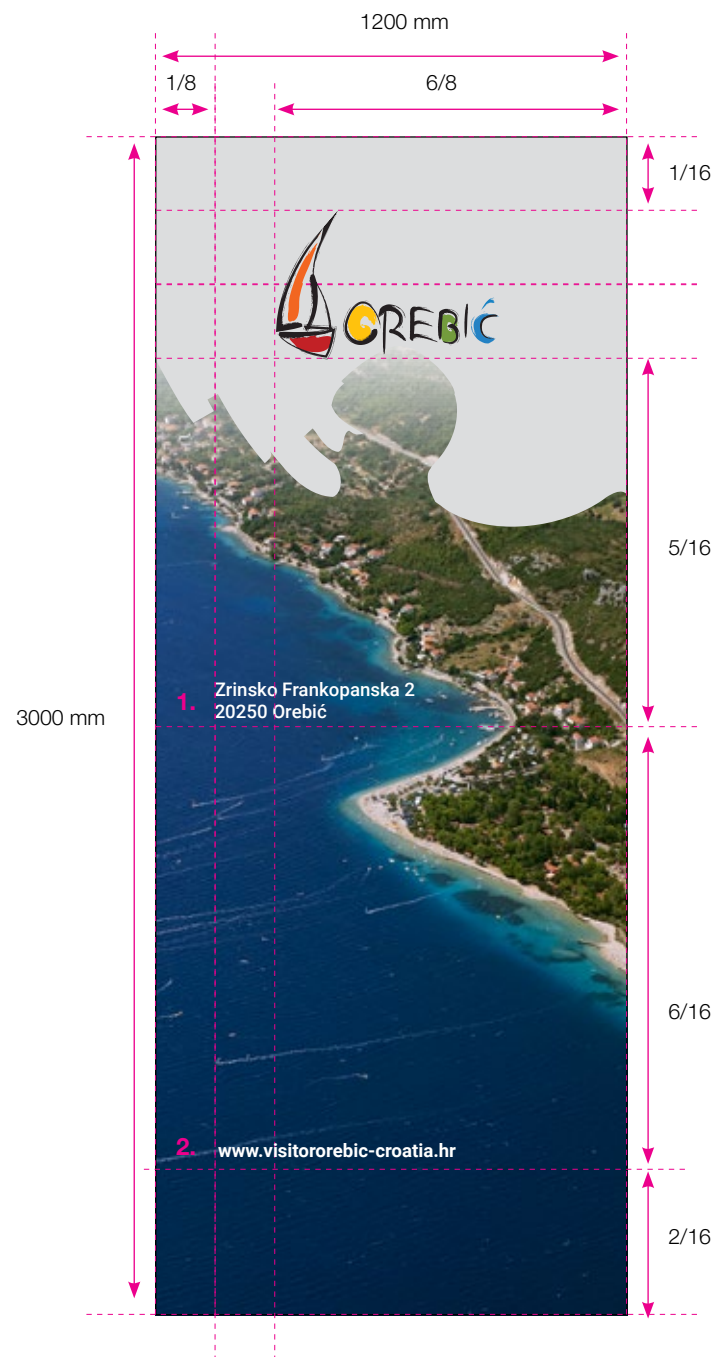 1200 mm
1/8
6/8
1/16
OREBIĆ
5/16
1.
Zrinsko Frankopanska 2
20250 Orebić
3000 mm
6/16
2.
www.visitororebic-croatia.hr
2/16